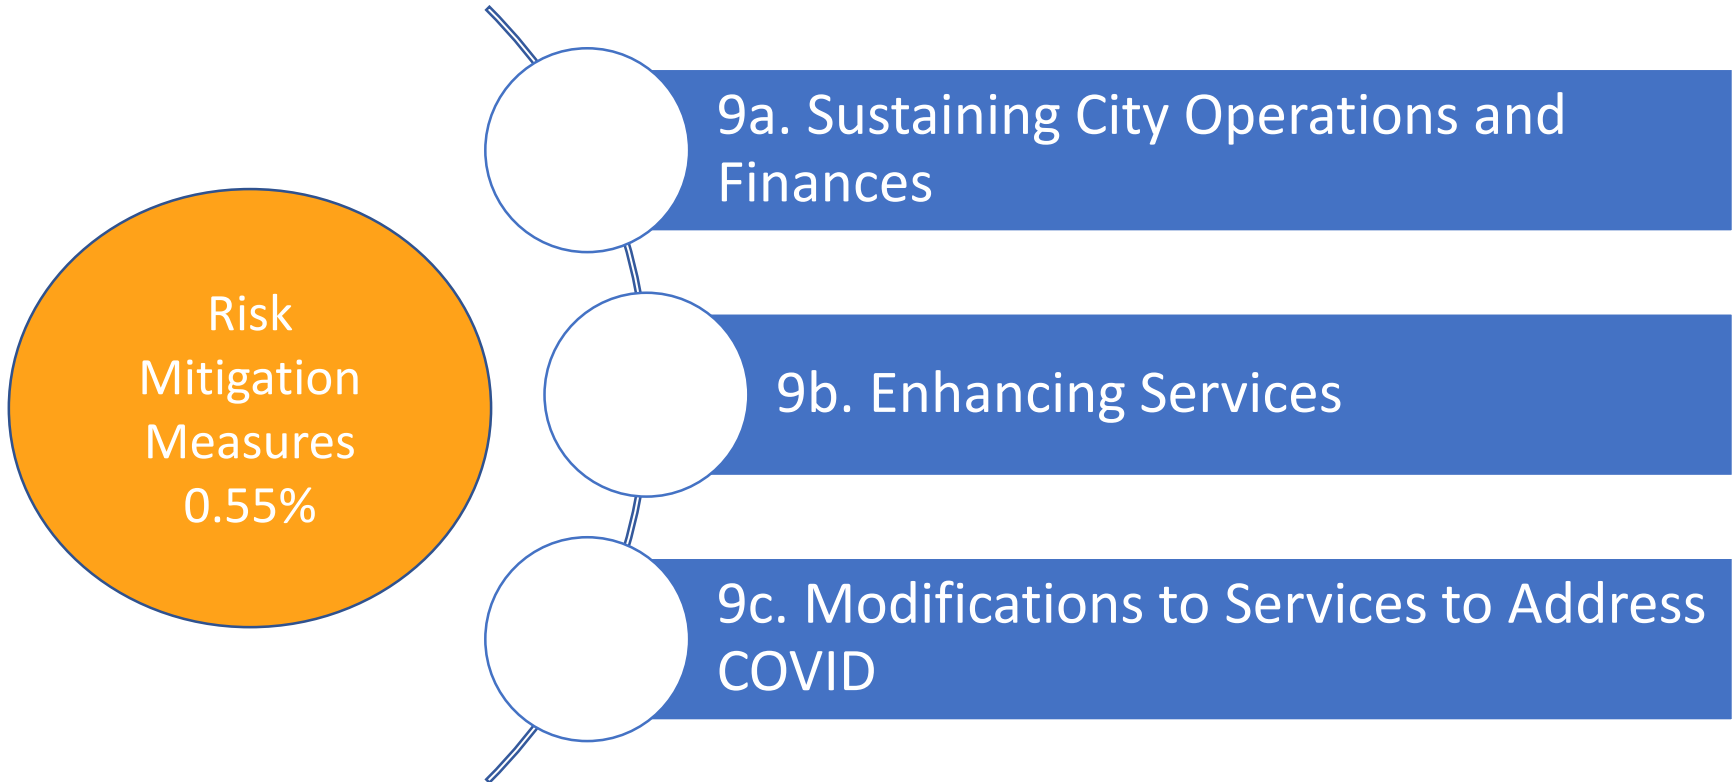 Risk
Mitigation
Measures
0.55%
9a. Sustaining City Operations and
Finances
9b. Enhancing Services
9c. Modifications to Services to Address
COVID